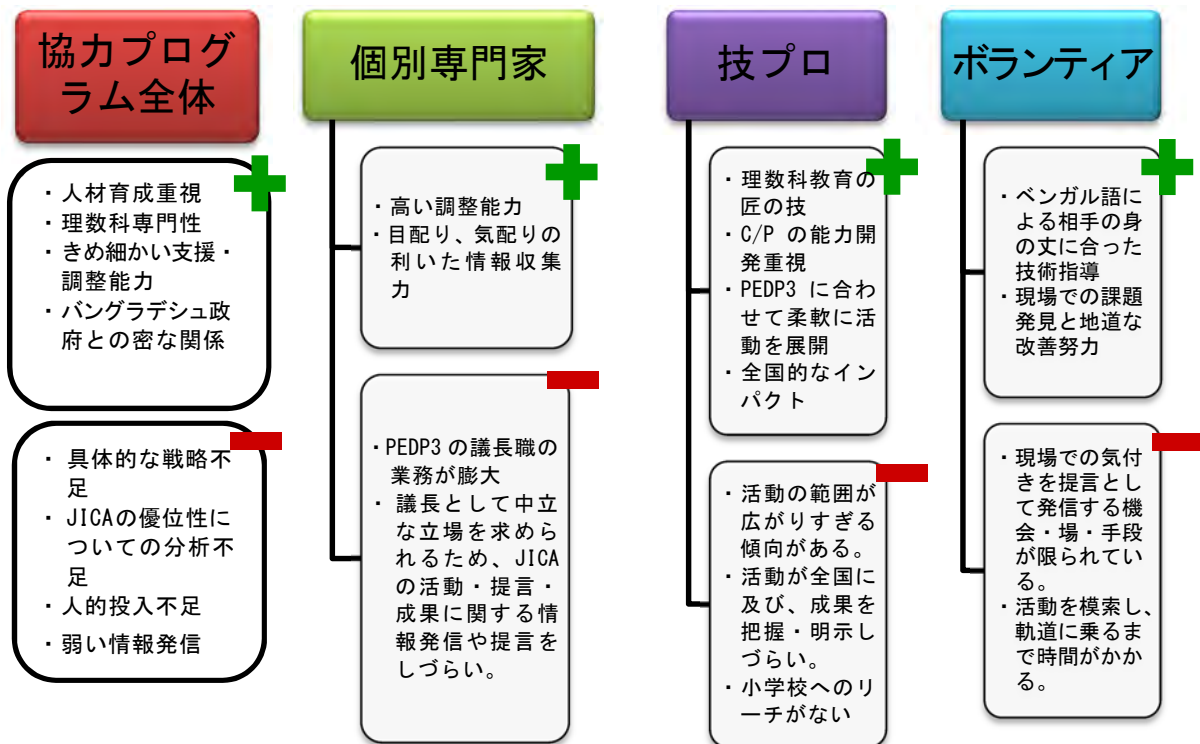 協力プログ
ラム全体
・人材育成重視
・理数科専門性
・きめ細かい支援・
調整能力
・バングラデシュ政
府との密な関係
・ 具体的な戦略不
足
・JICAの優位性に
ついての分析不
足
・人的投入不足
・弱い情報発信
個別専門家
・高い調整能力
・目配り、気配りの
利いた情報収集
力
・PEDP3 の議長職の
業務が膨大
・ 議長として中立
な立場を求めら
れるため、JICA
の活動・提言・
成果に関する情
報発信や提言を
しづらい。
技プロ
・理数科教育の
匠の技
・C/P の能力開
発重視
・PEDP3 に合わ
せて柔軟に活
動を展開
・全国的なイン
パクト
・活動の範囲が
広がりすぎる
傾向がある。
・活動が全国に
及び、成果を
把握・明示し
づらい。
・小学校へのリ
ーチがない
ボランティア
・ベンガル語に
よる相手の身
の丈に合った
技術指導
・現場での課題
発見と地道な
改善努力
・現場での気付
きを提言とし
て発信する機
会・場・手段
が限られてい
る。
・活動を模索し、
軌道に乗るま
で時間がかか
る。